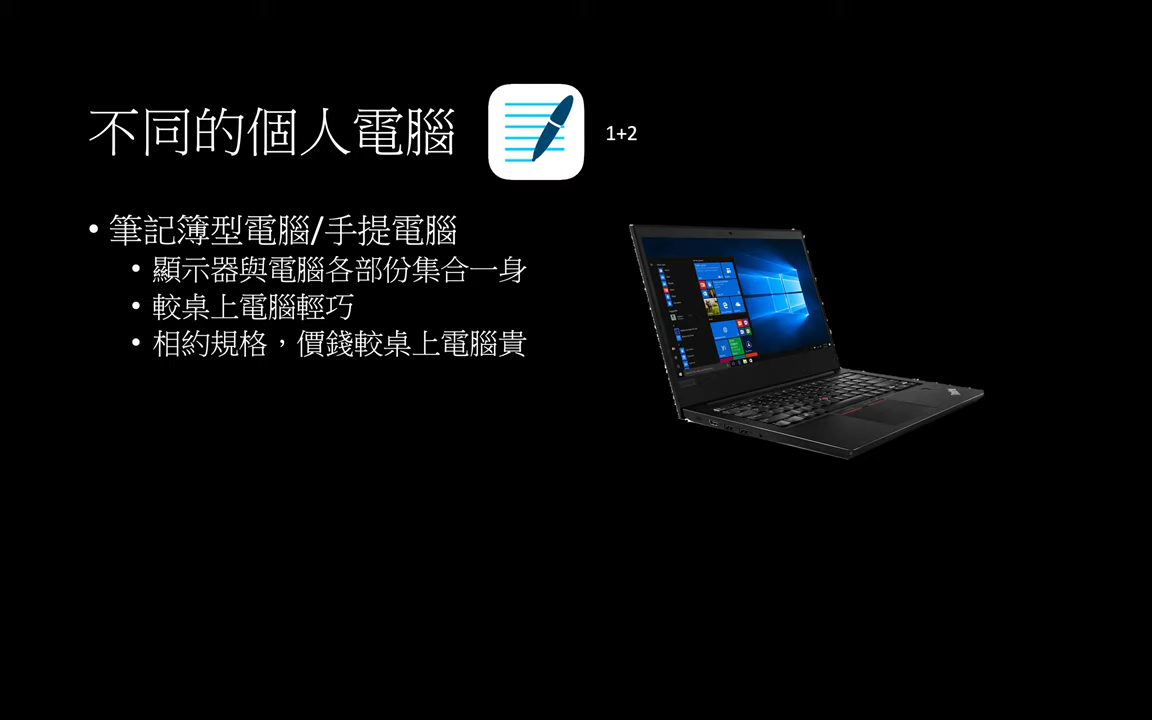 不同的個人電腦
1+2
• 筆記簿型電腦/手提電腦
• 顯示器與電腦各部份集合一身
• 較桌上電腦輕巧
• 相約規格，價錢較桌上電腦貴